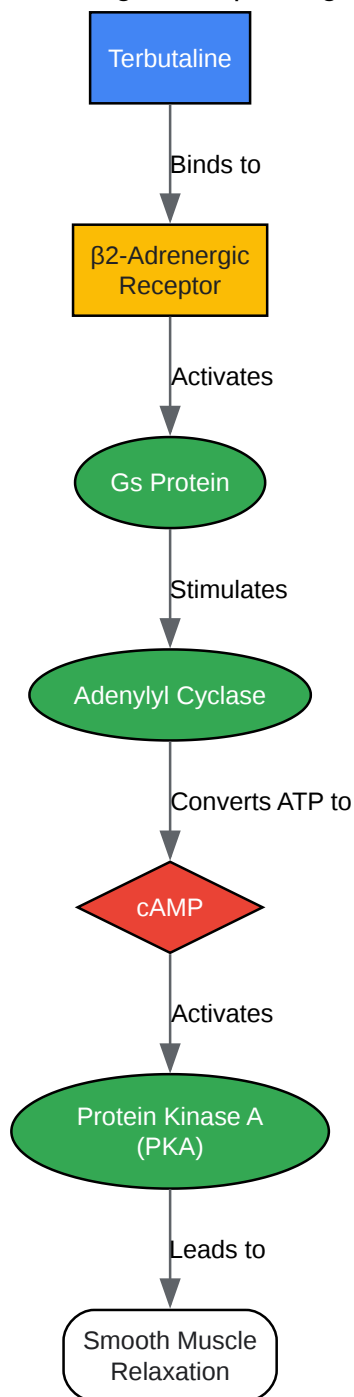 Terbutaline
Binds to
β2-Adrenergic
Receptor
Activates
Gs Protein
Stimulates
Adenylyl Cyclase
Converts ATP to
cAMP
Activates
Protein Kinase A
(PKA)
Leads to
Smooth Muscle
Relaxation